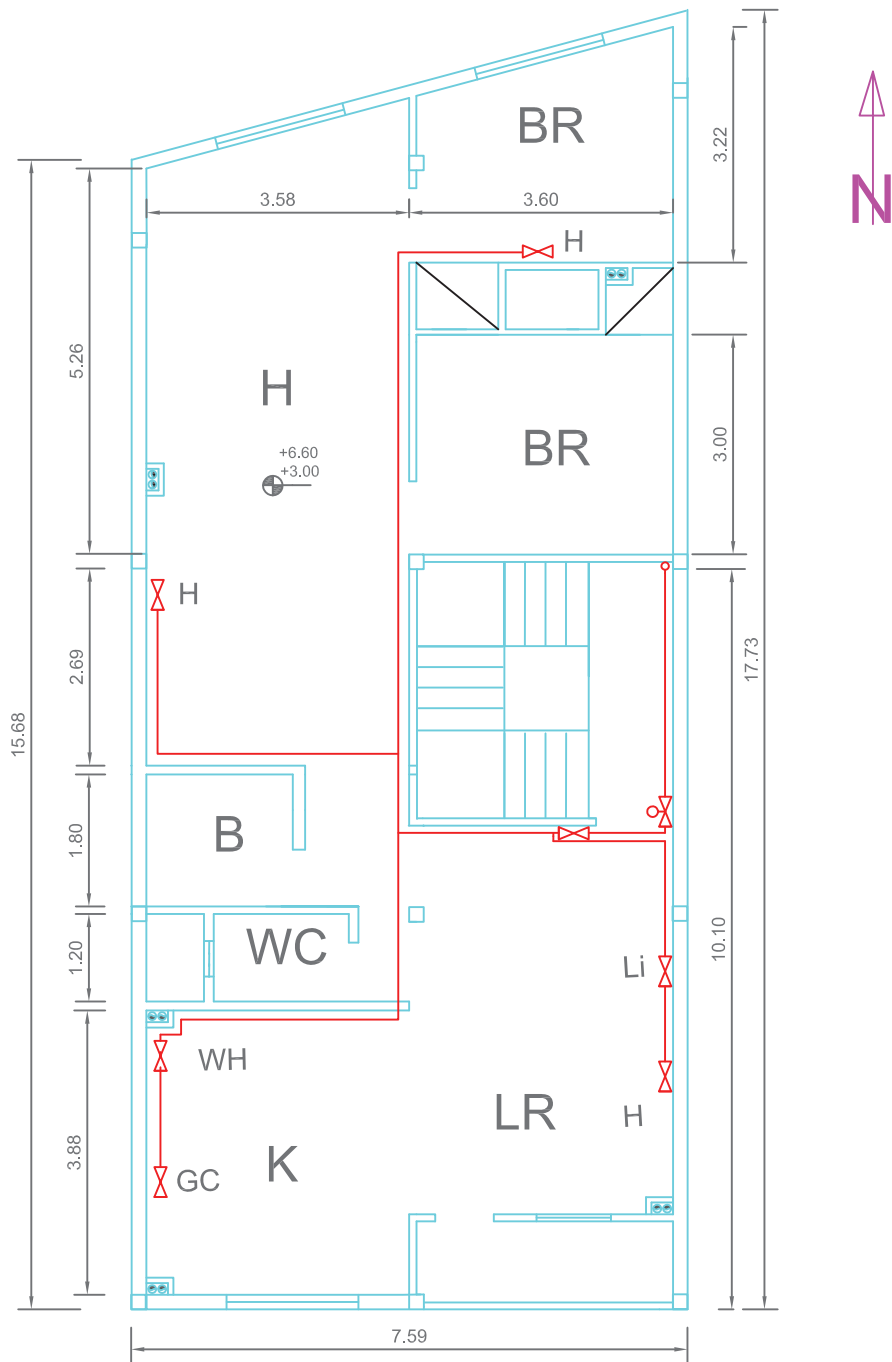 BR
N
3.22
3.58
3.60
H
5.26
H
+6.60
+3.00
BR
3.00
H
2.69
17.73
15.68
B
1.80
WC
1.20
Li
10.10
WH
LR
H
3.88
K
GC
7.59